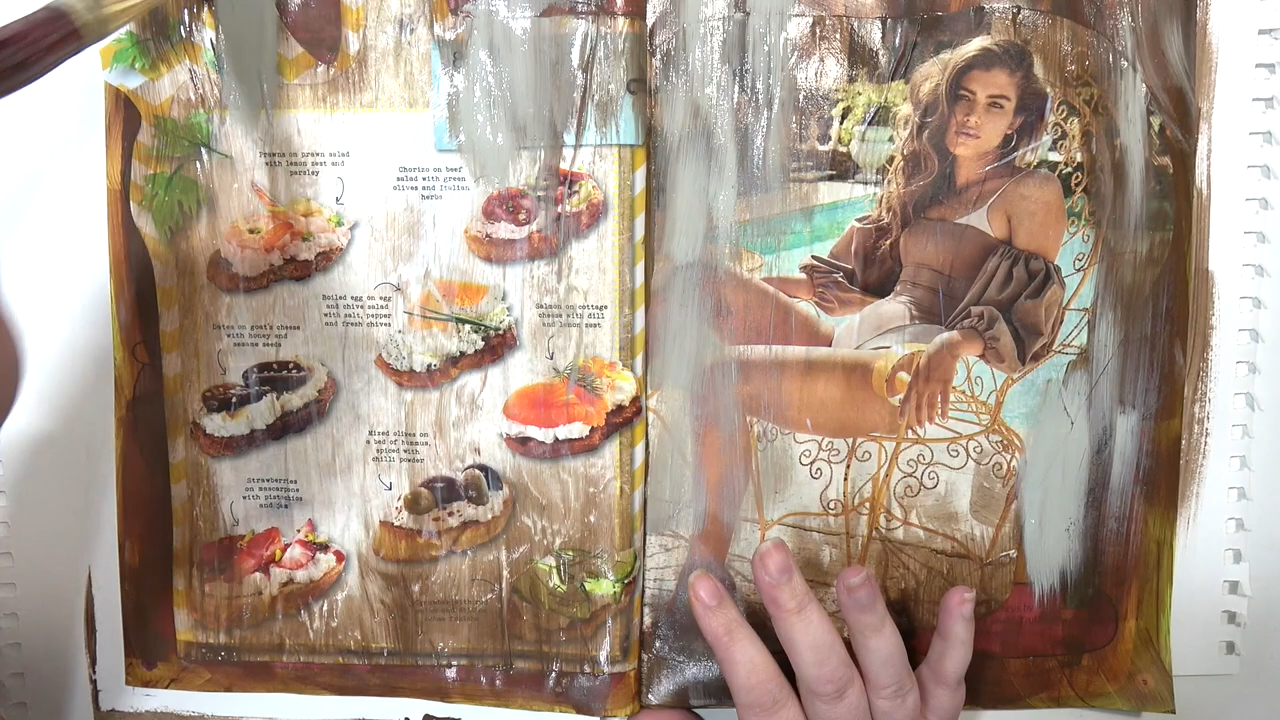 Prawns on prawn salad
with lemon zest and
parsley
Chorizo on beef
salad with green
olives and Italian
herbs
Boiled egg on egg
and chive salad
with salt, pepper
and fresh chives
Salmon on cottage
cheese with dill
and lemon zest
Dates on goat's cheese
with honey and
sesame seeds
Mixed olives on
a bed of hummus,
spiced with
chilli powder
Strawberries
on mascarpone
with pistachios
and jam